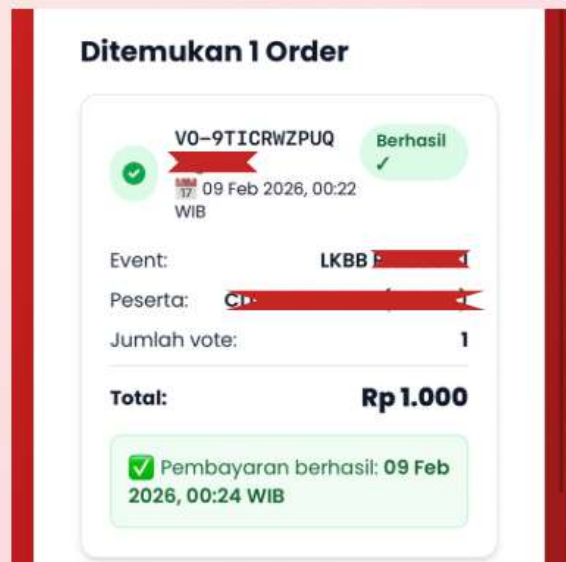 Ditemukan 1 Order
VO-9TICRWZPUQ
Berhasil
✓
09 Feb 2026, 00:22
WIB
Event: LKBB
Peserta:
Jumlah vote: 1
Total: Rp 1.000
✅ Pembayaran berhasil: 09 Feb
2026, 00:24 WIB